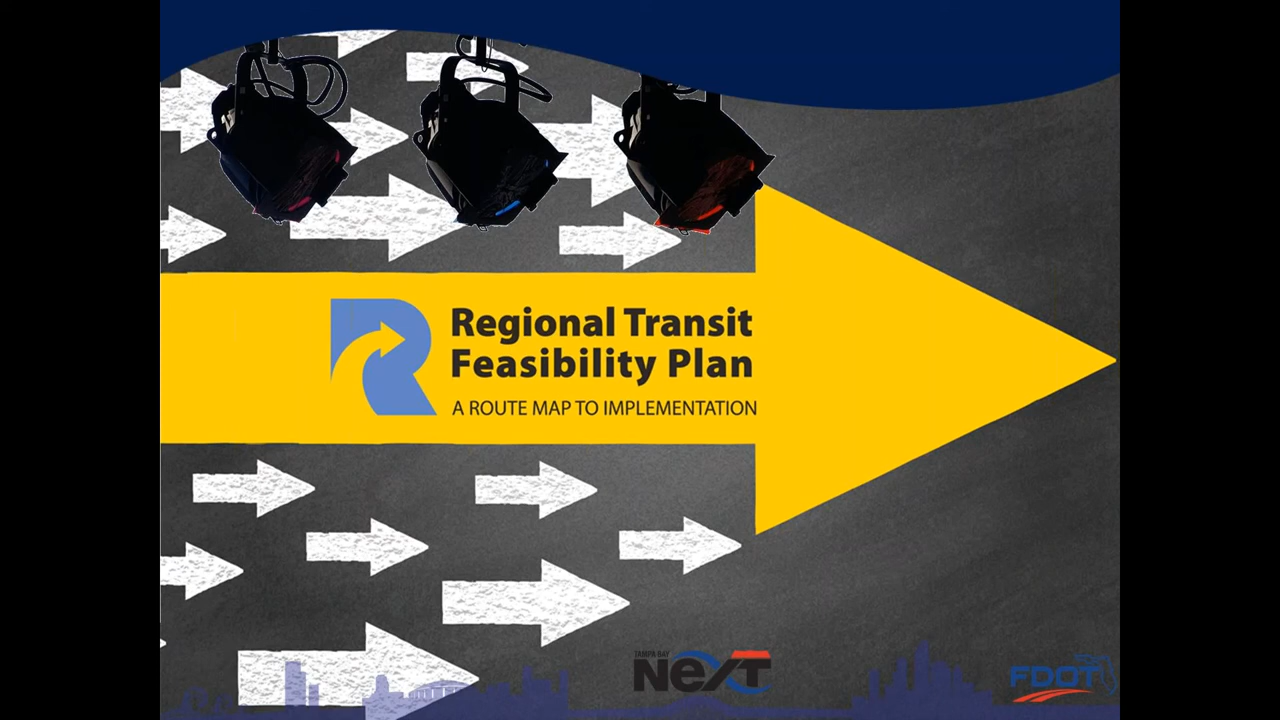 Regional Transit
Feasibility Plan
A ROUTE MAP TO IMPLEMENTATION
TAMPA BAY
NEXT
FDOT